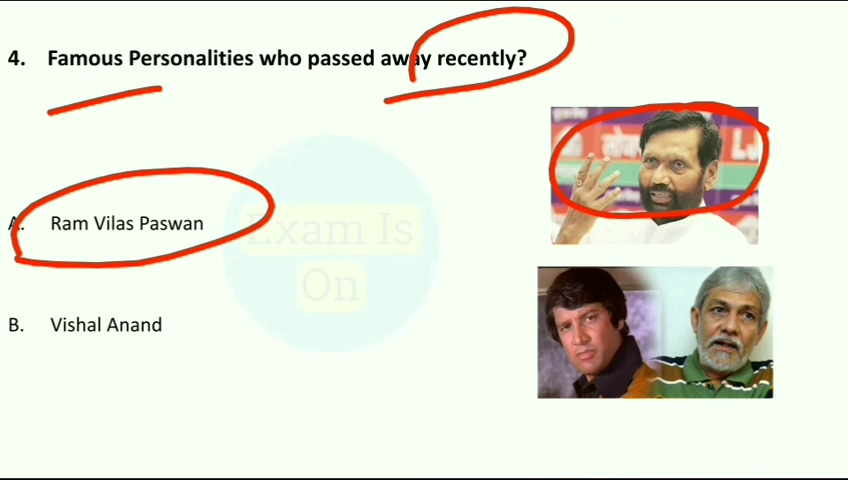 4. Famous Personalities who passed away recently?
A. Ram Vilas Paswan
Exam Is
On
B. Vishal Anand